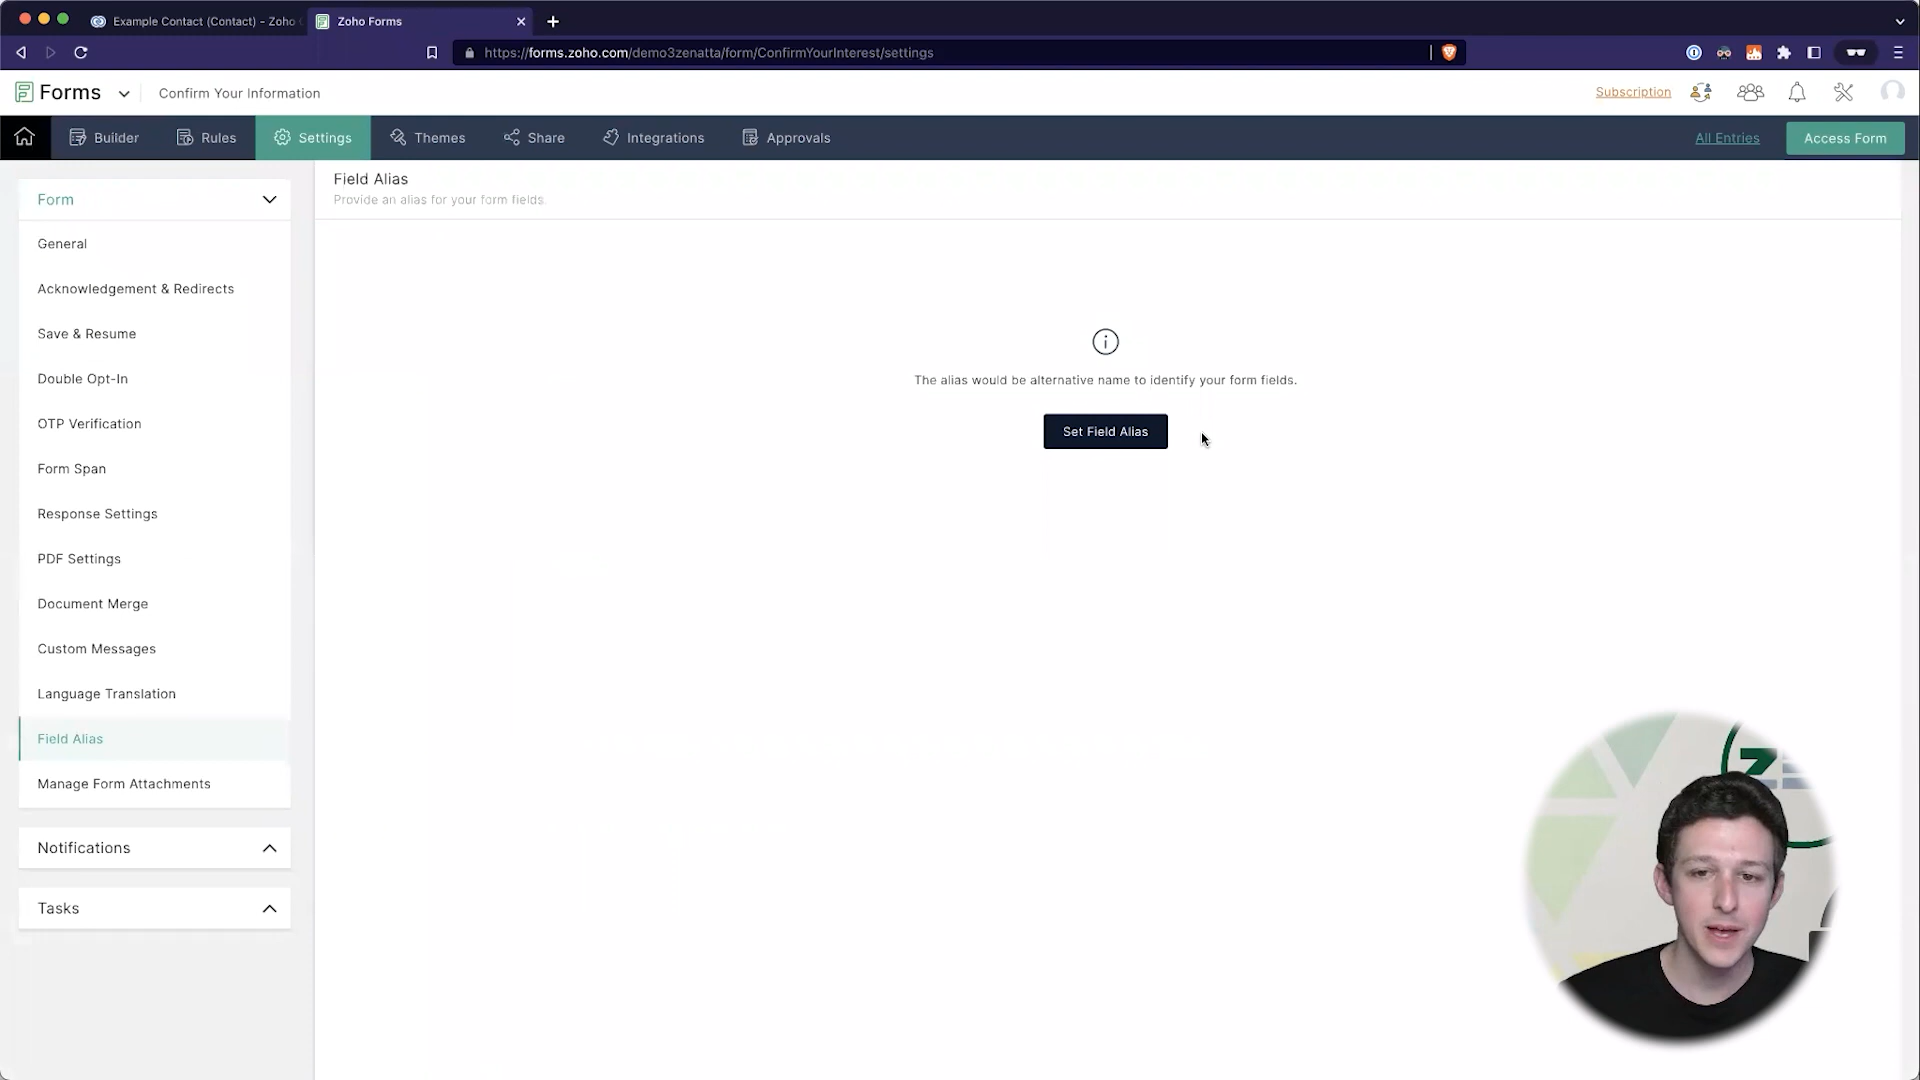 Example Contact (Contact) - Zoho
Zoho Forms
https://forms.zoho.com/demo3zenatta/form/ConfirmYourInterest/settings
Forms
Confirm Your Information
Subscription
Builder
Rules
Settings
Themes
Share
Integrations
Approvals
All Entries
Access Form
Form
General
Acknowledgement & Redirects
Save & Resume
Double Opt-In
OTP Verification
Form Span
Response Settings
PDF Settings
Document Merge
Custom Messages
Language Translation
Field Alias
Manage Form Attachments
Notifications
Tasks
Field Alias
Provide an alias for your form fields.
The alias would be alternative name to identify your form fields.
Set Field Alias